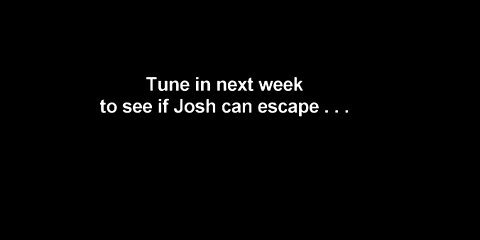 Tune in next week
to see if Josh can escape . . .